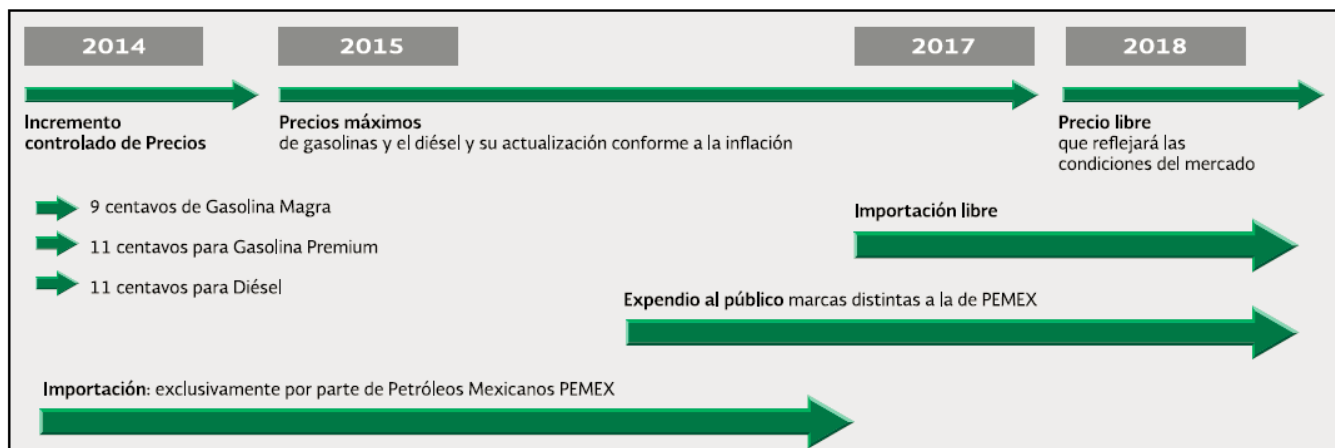 2014
2015
2017
2018
Incremento
controlado de Precios
Precios máximos
de gasolinas y el diésel y su actualización conforme a la inflación
Precio libre
que reflejará las
condiciones del mercado
9 centavos de Gasolina Magra
11 centavos para Gasolina Premium
11 centavos para Diésel
Importación libre
Expendio al público marcas distintas a la de PEMEX
Importación: exclusivamente por parte de Petróleos Mexicanos PEMEX